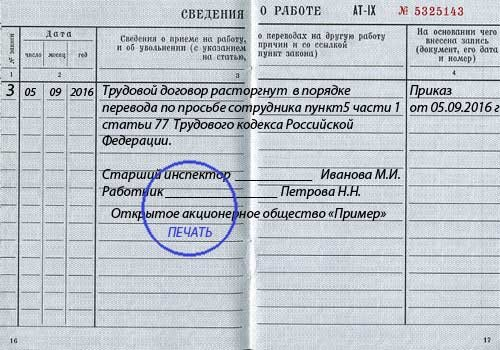 СВЕДЕНИЯ О РАБОТЕ АТ-IX № 5325143
№ записи
Дата
число месяц год
Сведения о приеме на работу,
и об увольнении (с указанием
на статью,
о переводах на другую работу
причин и со ссылкой
пункт закона)
На основании чего
внесена запись
(документ, его дата
и номер)
1 2 3 4
3 05 09 2016 Трудовой договор расторгнут в порядке Приказ
перевода по просьбе сотрудника пункт5 части 1 от 05.09.2016 г
статьи 77 Трудового кодекса Российской
Федерации.
Старший инспектор Иванова М.И.
Работник Петрова Н.Н.
Открытое акционерное общество «Пример»
ПЕЧАТЬ
16 17